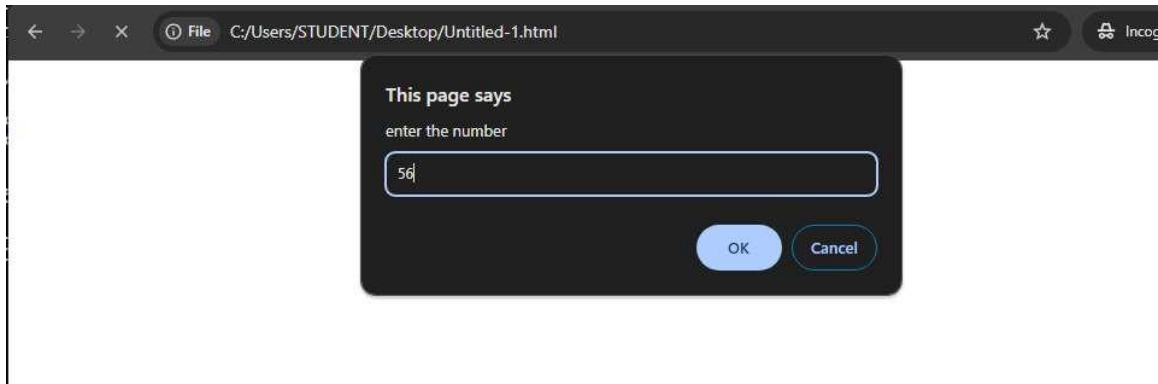 File C:/Users/STUDENT/Desktop/Untitled-1.html
This page says
enter the number
56
OK Cancel